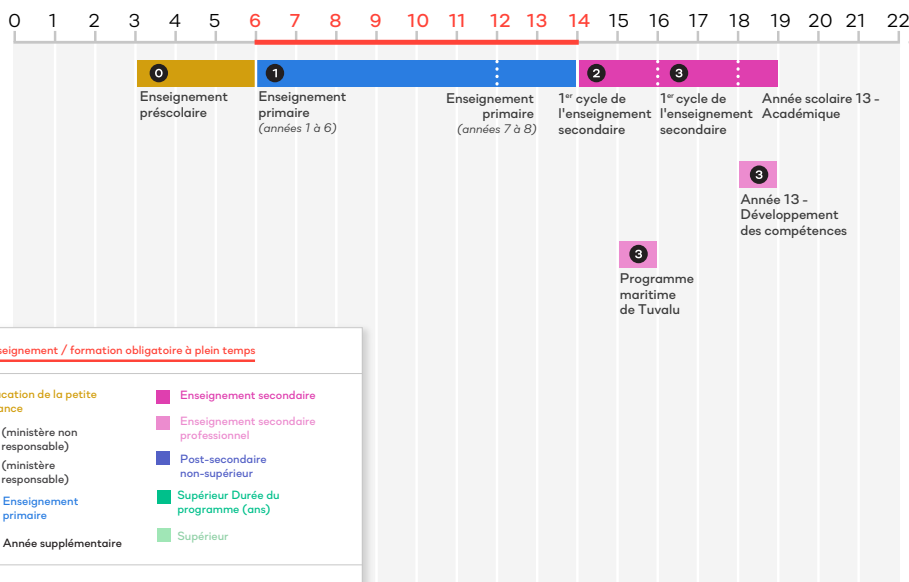 0 1 2 3 4 5 6 7 8 9 10 11 12 13 14 15 16 17 18 19 20 21 22
0 1 2 3
Enseignement
préscolaire
Enseignement
primaire
(années 1 à 6)
Enseignement
primaire
(années 7 à 8)
1er cycle de
l'enseignement
secondaire
1er cycle de
l'enseignement
secondaire
Année scolaire 13 -
Académique
3
Année 13 -
Développement
des compétences
3
Programme
maritime
de Tuvalu
seignement / formation obligatoire à plein temps
cation de la petite
ance
(ministère non
responsable)
(ministère
responsable)
Enseignement
primaire
Année supplémentaire
Enseignement secondaire
Enseignement secondaire
professionnel
Post-secondaire
non-supérieur
Supérieur Durée du
programme (ans)
Supérieur